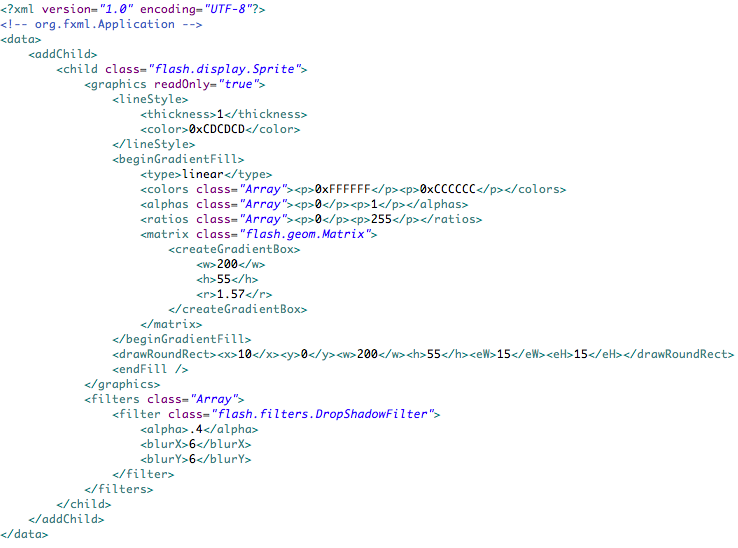 <?xml version="1.0" encoding="UTF-8"?>
<!-- org.fxml.Application -->
<data>
    <addChild>
        <child class="flash.display.Sprite">
            <graphics readOnly="true">
                <lineStyle>
                    <thickness>1</thickness>
                    <color>0xCDCDCD</color>
                </lineStyle>
                <beginGradientFill>
                    <type>linear</type>
                    <colors class="Array"><p>0xFFFFFF</p><p>0xCCCCCC</p></colors>
                    <alphas class="Array"><p>0</p><p>1</p></alphas>
                    <ratios class="Array"><p>0</p><p>255</p></ratios>
                    <matrix class="flash.geom.Matrix">
                        <createGradientBox>
                            <w>200</w>
                            <h>55</h>
                            <r>1.57</r>
                        </createGradientBox>
                    </matrix>
                </beginGradientFill>
                <drawRoundRect><x>10</x><y>0</y><w>200</w><h>55</h><eW>15</eW><eH>15</eH></drawRoundRect>
                <endFill />
            </graphics>
            <filters class="Array">
                <filter class="flash.filters.DropShadowFilter">
                    <alpha>.4</alpha>
                    <blurX>6</blurX>
                    <blurY>6</blurY>
                </filter>
            </filters>
        </child>
    </addChild>
</data>